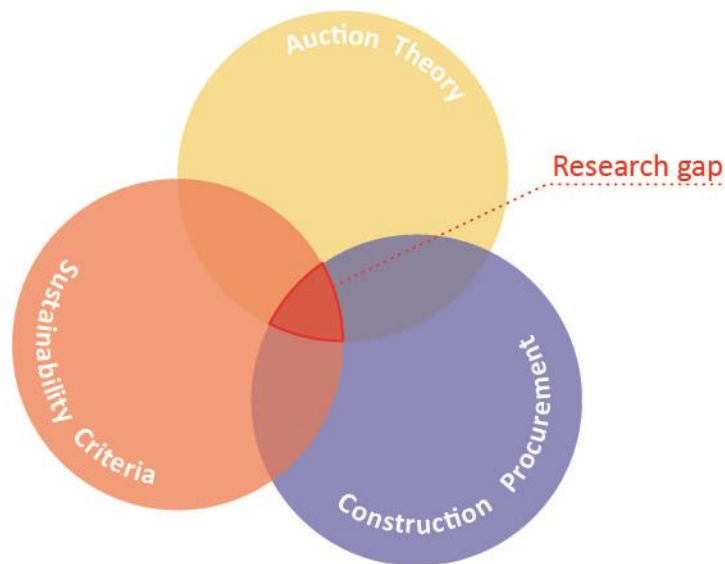 Auction Theory
Research gap
Sustainability Criteria
Construction Procurement